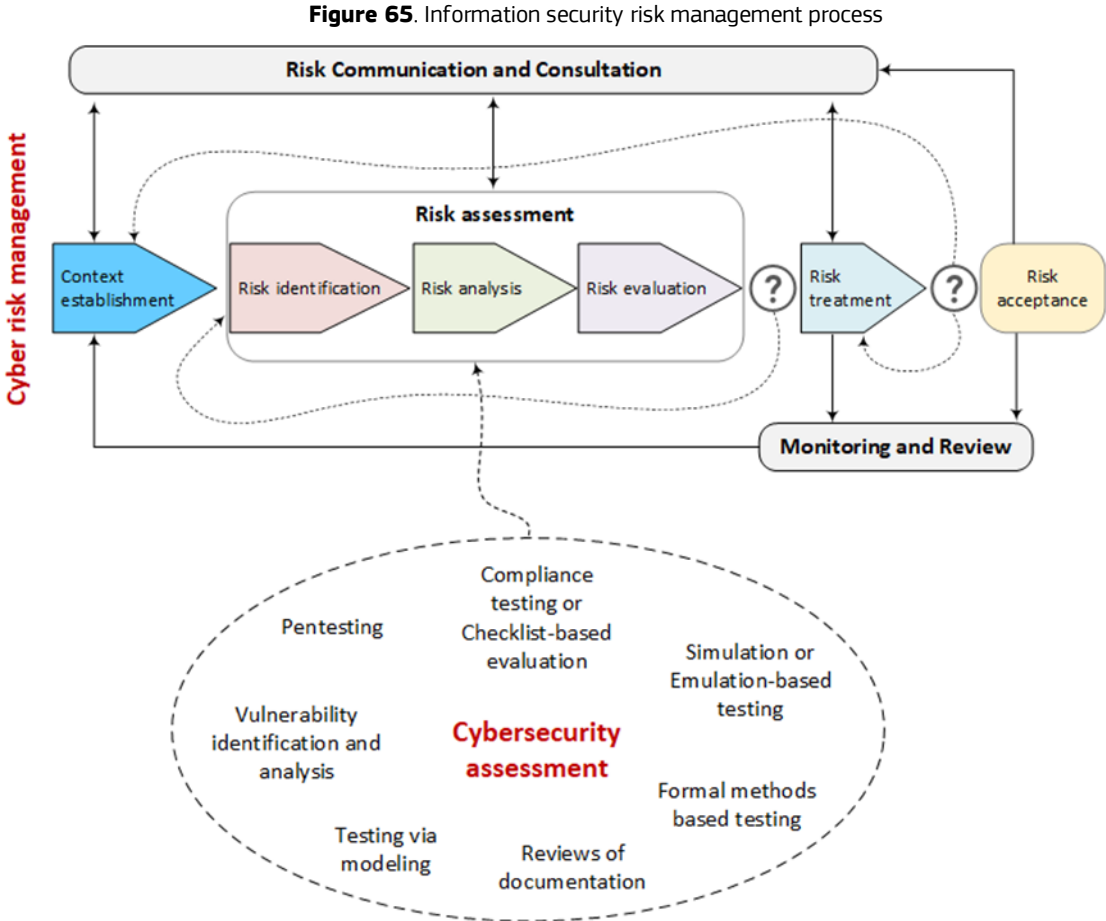 Figure 65. Information security risk management process
Risk Communication and Consultation
Cyber risk management
Risk assessment
Context
establishment
Risk identification
Risk analysis
Risk evaluation
?
Risk
treatment
?
Risk
acceptance
Monitoring and Review
Compliance
testing or
Checklist-based
evaluation
Pentesting
Simulation or
Emulation-based
testing
Vulnerability
identification and
analysis
Cybersecurity
assessment
Formal methods
based testing
Testing via
modeling
Reviews of
documentation